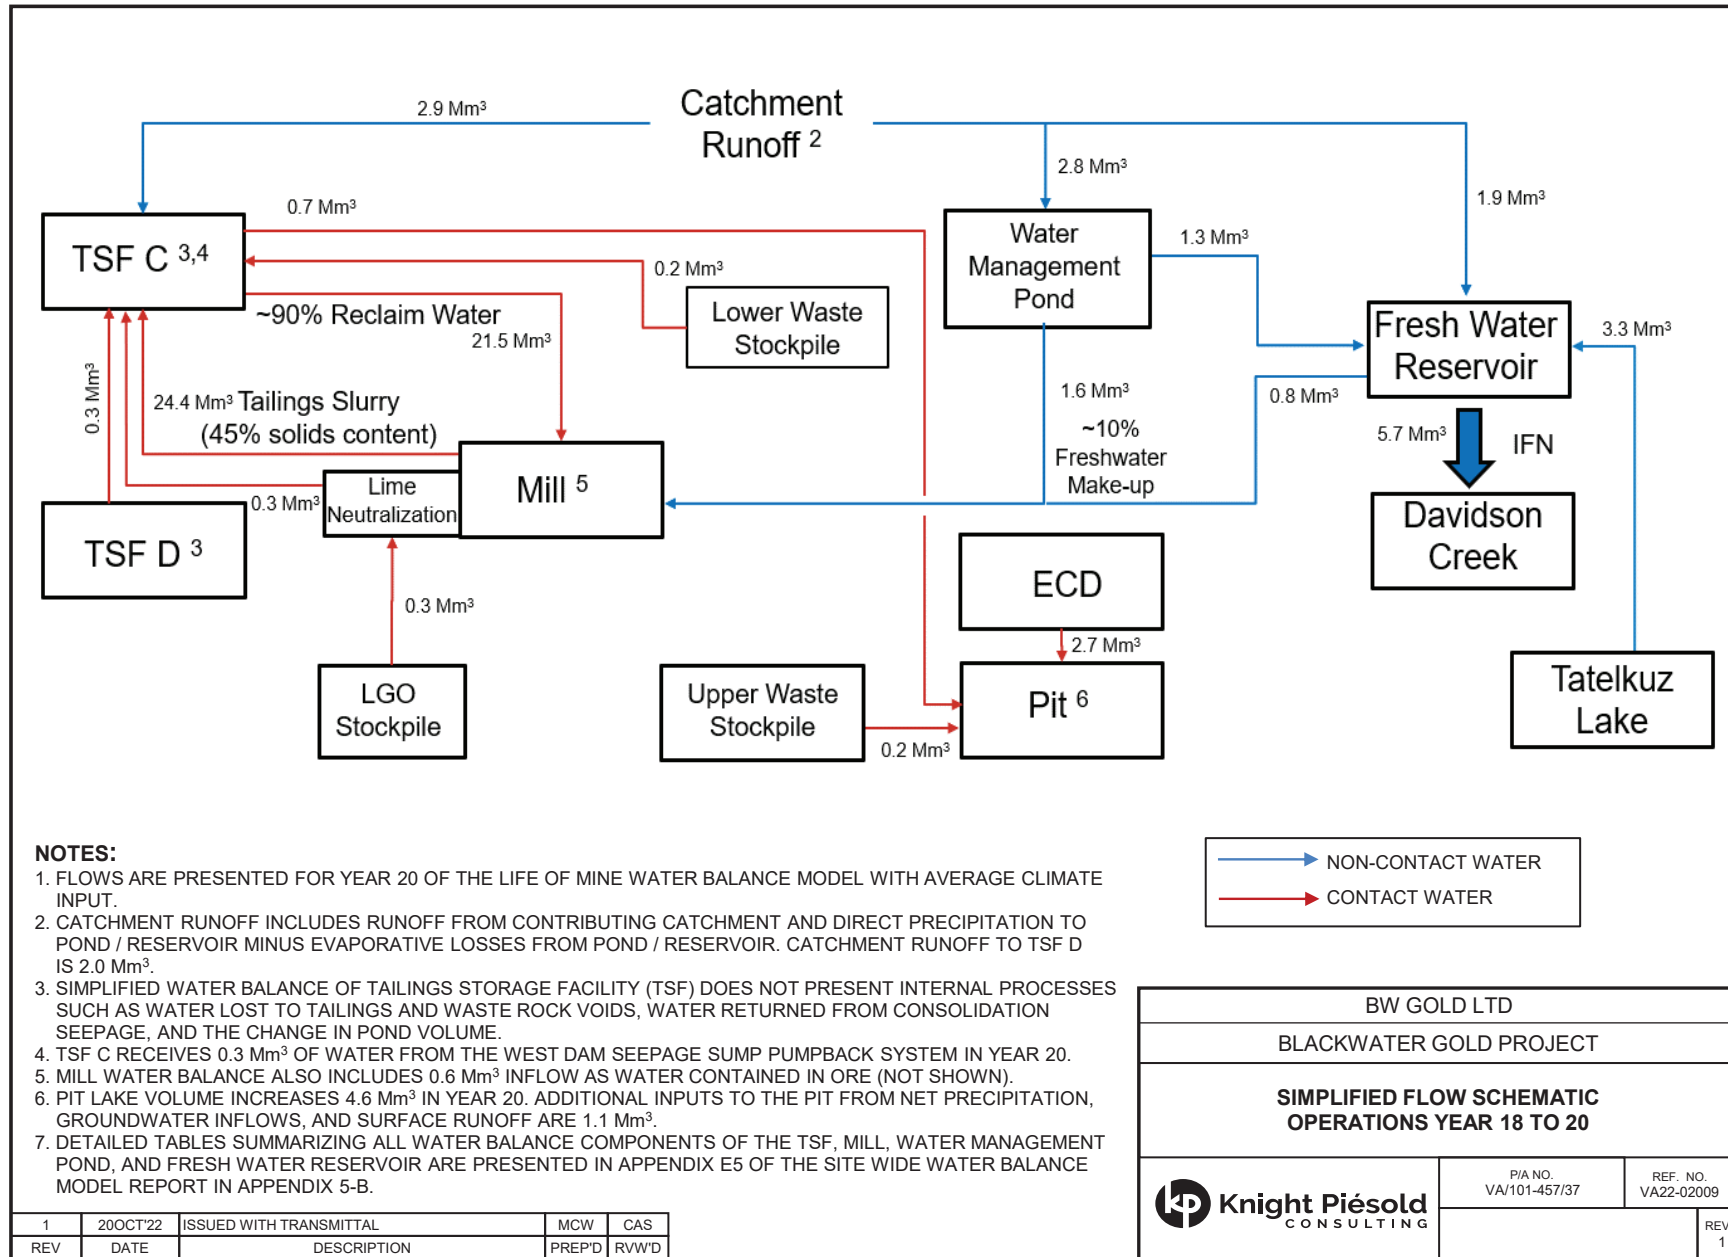 2.9 Mm³
Catchment
Runoff ²
2.8 Mm³
1.9 Mm³
0.7 Mm³
TSF C ³,⁴
0.2 Mm³
Lower Waste
Stockpile
~90% Reclaim Water
21.5 Mm³
Water
Management
Pond
1.3 Mm³
Fresh Water
Reservoir
3.3 Mm³
0.3 Mm³
24.4 Mm³ Tailings Slurry
(45% solids content)
1.6 Mm³
~10%
Freshwater
Make-up
0.8 Mm³
5.7 Mm³
IFN
Lime
Neutralization
Mill ⁵
0.3 Mm³
TSF D ³
Davidson
Creek
ECD
0.3 Mm³
2.7 Mm³
LGO
Stockpile
Upper Waste
Stockpile
0.2 Mm³
Pit ⁶
Tatelkuz
Lake
NOTES:
1. FLOWS ARE PRESENTED FOR YEAR 20 OF THE LIFE OF MINE WATER BALANCE MODEL WITH AVERAGE CLIMATE
INPUT.
2. CATCHMENT RUNOFF INCLUDES RUNOFF FROM CONTRIBUTING CATCHMENT AND DIRECT PRECIPITATION TO
POND / RESERVOIR MINUS EVAPORATIVE LOSSES FROM POND / RESERVOIR. CATCHMENT RUNOFF TO TSF D
IS 2.0 Mm³.
3. SIMPLIFIED WATER BALANCE OF TAILINGS STORAGE FACILITY (TSF) DOES NOT PRESENT INTERNAL PROCESSES
SUCH AS WATER LOST TO TAILINGS AND WASTE ROCK VOIDS, WATER RETURNED FROM CONSOLIDATION
SEEPAGE, AND THE CHANGE IN POND VOLUME.
4. TSF C RECEIVES 0.3 Mm³ OF WATER FROM THE WEST DAM SEEPAGE SUMP PUMPBACK SYSTEM IN YEAR 20.
5. MILL WATER BALANCE ALSO INCLUDES 0.6 Mm³ INFLOW AS WATER CONTAINED IN ORE (NOT SHOWN).
6. PIT LAKE VOLUME INCREASES 4.6 Mm³ IN YEAR 20. ADDITIONAL INPUTS TO THE PIT FROM NET PRECIPITATION,
GROUNDWATER INFLOWS, AND SURFACE RUNOFF ARE 1.1 Mm³.
7. DETAILED TABLES SUMMARIZING ALL WATER BALANCE COMPONENTS OF THE TSF, MILL, WATER MANAGEMENT
POND, AND FRESH WATER RESERVOIR ARE PRESENTED IN APPENDIX E5 OF THE SITE WIDE WATER BALANCE
MODEL REPORT IN APPENDIX 5-B.
NON-CONTACT WATER
CONTACT WATER
BW GOLD LTD
BLACKWATER GOLD PROJECT
SIMPLIFIED FLOW SCHEMATIC
OPERATIONS YEAR 18 TO 20
kp Knight Piésold
CONSULTING
P/A NO.
VA/101-457/37
REF. NO.
VA22-02009
REV
1
1 20OCT'22 ISSUED WITH TRANSMITTAL MCW CAS
REV DATE DESCRIPTION PREP'D RVW'D